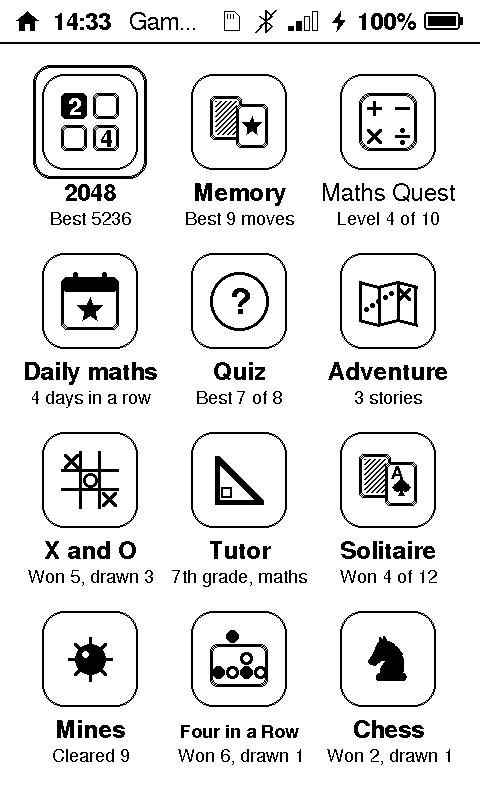 14:33 Gam... 100%
2 4 A ?
2048 Memory Maths Quest
Best 5236 Best 9 moves Level 4 of 10
Daily maths Quiz Adventure
4 days in a row Best 7 of 8 3 stories
X and O Tutor Solitaire
Won 5, drawn 3 7th grade, maths Won 4 of 12
Mines Four in a Row Chess
Cleared 9 Won 6, drawn 1 Won 2, drawn 1